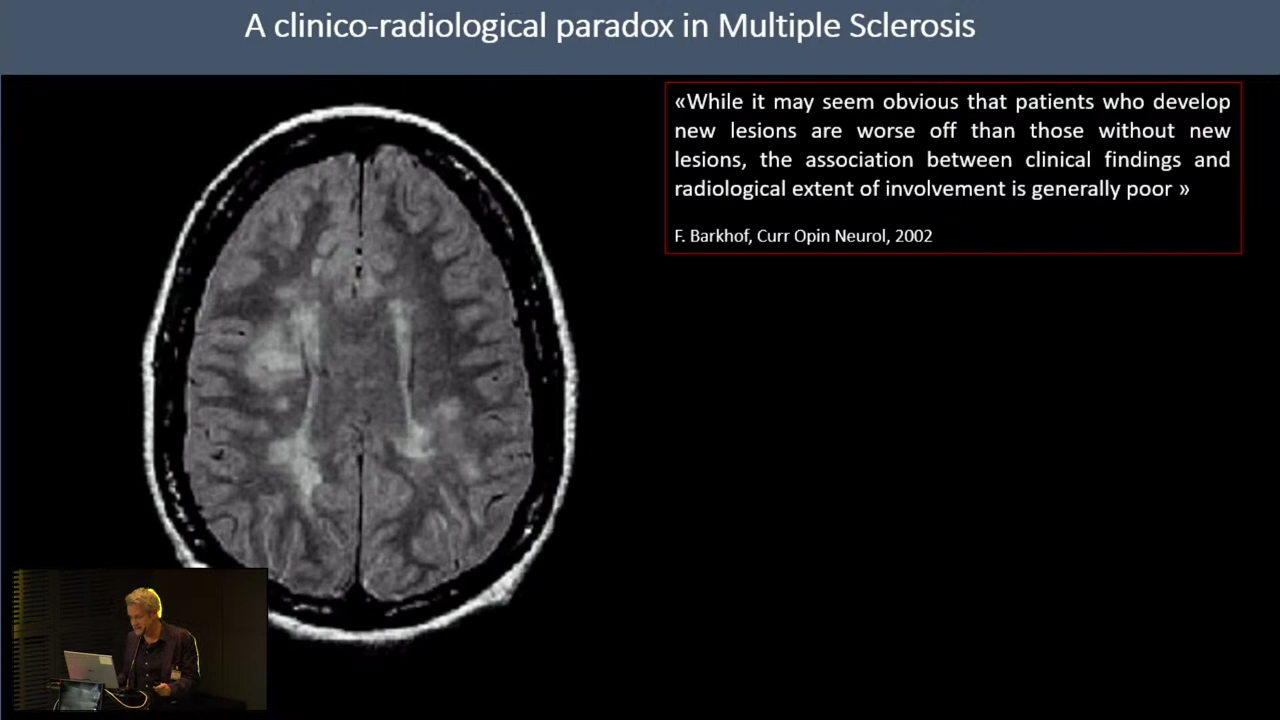 A clinico-radiological paradox in Multiple Sclerosis
«While it may seem obvious that patients who develop
new lesions are worse off than those without new
lesions, the association between clinical findings and
radiological extent of involvement is generally poor »
F. Barkhof, Curr Opin Neurol, 2002